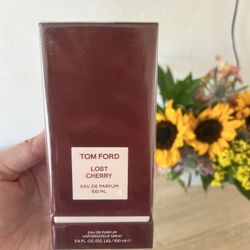 TOM FORD
LOST
CHERRY
EAU DE PARFUM
100 ML
EAU DE PARFUM
VAPORISATEUR SPRAY
3.4 FL.OZ./OZ.LIQ./100 ml ℮